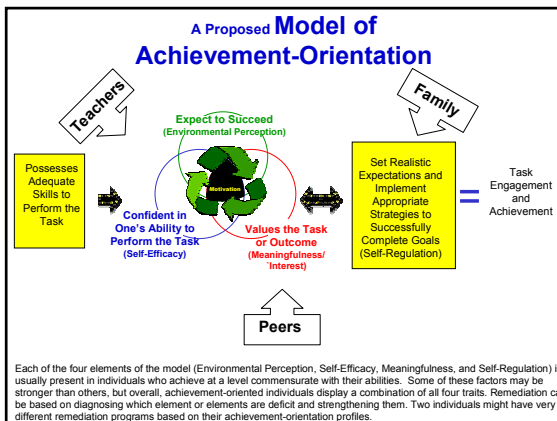 A Proposed Model of
Achievement-Orientation
Teachers
Family
Expect to Succeed
(Environmental Perception)
Possesses
Adequate
Skills to
Perform the
Task
Motivation
Confident in
One's Ability to
Perform the Task
(Self-Efficacy)
Values the Task
or Outcome
(Meaningfulness/
`Interest)
Set Realistic
Expectations and
Implement
Appropriate
Strategies to
Successfully
Complete Goals
(Self-Regulation)
=
Task
Engagement
and
Achievement
Peers
Each of the four elements of the model (Environmental Perception, Self-Efficacy, Meaningfulness, and Self-Regulation) i
usually present in individuals who achieve at a level commensurate with their abilities. Some of these factors may be
stronger than others, but overall, achievement-oriented individuals display a combination of all four traits. Remediation ca
be based on diagnosing which element or elements are deficit and strengthening them. Two individuals might have very
different remediation programs based on their achievement-orientation profiles.